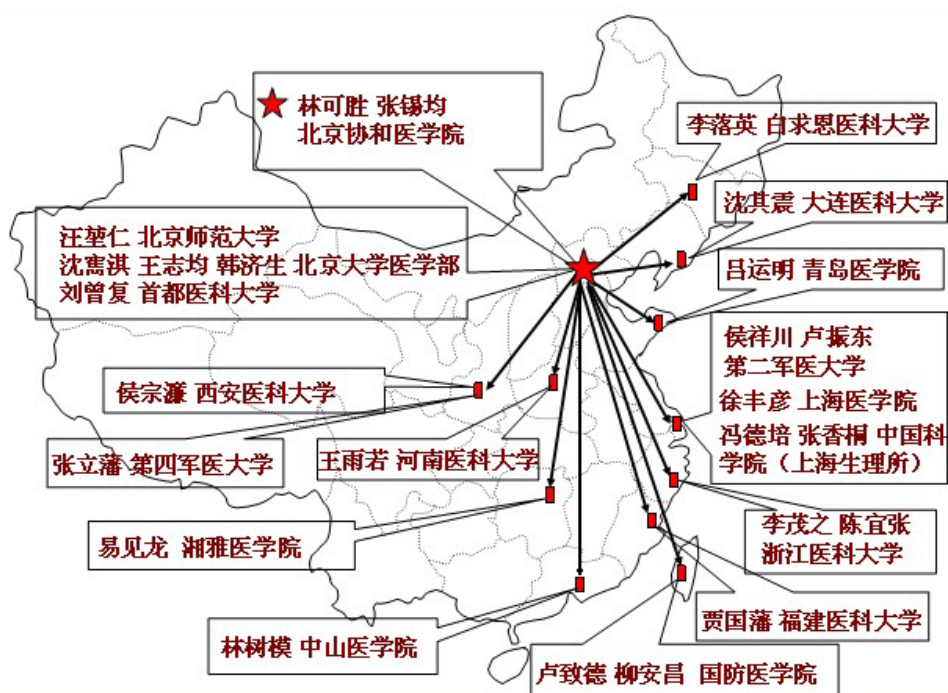 林可胜 张锡均
北京协和医学院
李落英 白求恩医科大学
沈其震 大连医科大学
汪堃仁 北京师范大学
沈寯淇 王志均 韩济生 北京大学医学部
刘曾复 首都医科大学
吕运明 青岛医学院
侯祥川 卢振东
第二军医大学
徐丰彦 上海医学院
冯德培 张香桐 中国科
学院（上海生理所）
侯宗濂 西安医科大学
张立藩 第四军医大学
王雨若 河南医科大学
易见龙 湘雅医学院
李茂之 陈宜张
浙江医科大学
林树模 中山医学院
贾国藩 福建医科大学
卢致德 柳安昌 国防医学院